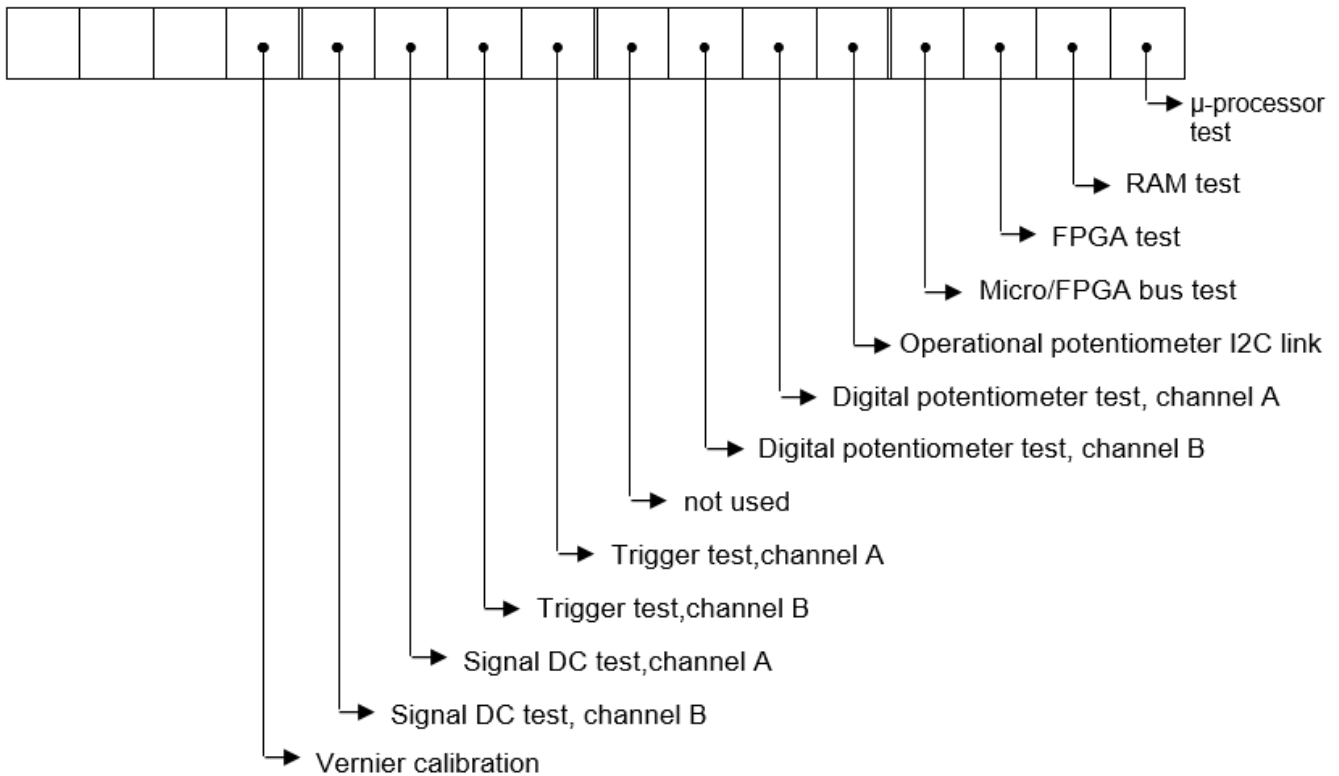 µ-processor
test
RAM test
FPGA test
Micro/FPGA bus test
Operational potentiometer I2C link
Digital potentiometer test, channel A
Digital potentiometer test, channel B
not used
Trigger test,channel A
Trigger test,channel B
Signal DC test,channel A
Signal DC test, channel B
Vernier calibration